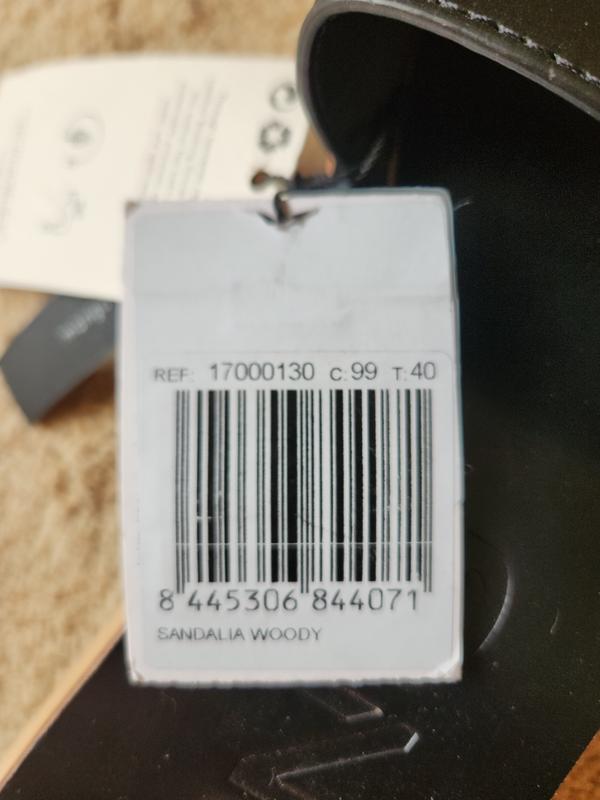 REF: 17000130 C:99 T:40
8 445306 844071
SANDALIA WOODY